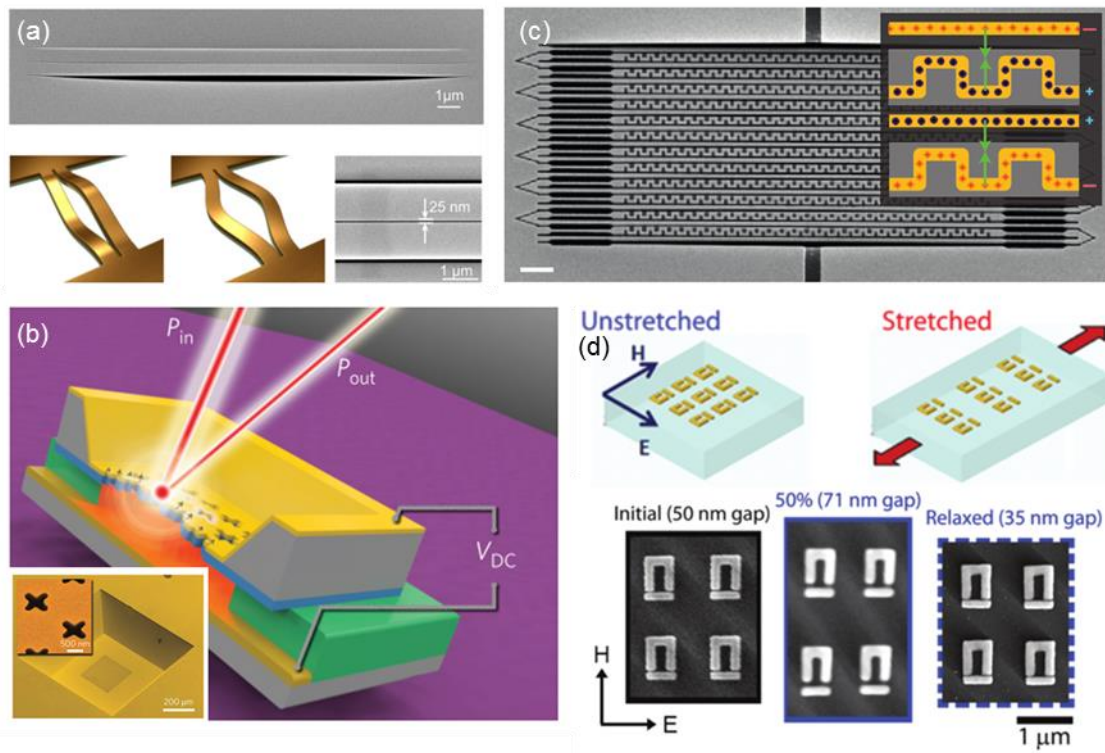 (a)
1μm
25 nm
1 μm
(c)
−
+
+
−
(b)
P_in
P_out
V_DC
500 nm
200 μm
Unstretched
Stretched
(d)
H
E
Initial (50 nm gap)
50% (71 nm gap)
Relaxed (35 nm gap)
H
E
1 μm